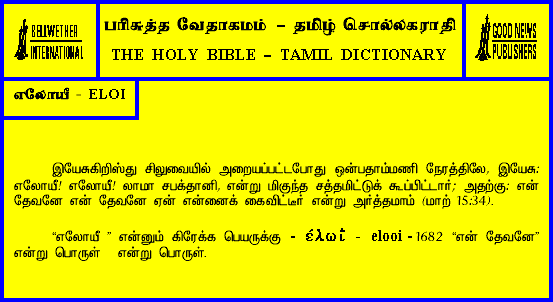 BELLWETHER
INTERNATIONAL
பரிசுத்த வேதாகமம் – தமிழ் சொல்லகராதி
THE HOLY BIBLE – TAMIL DICTIONARY
GOOD NEWS
PUBLISHERS
எலோயீ - ELOI
இயேசுகிறிஸ்து சிலுவையில் அறையப்பட்டபோது ஒன்பதாம்மணி நேரத்திலே, இயேசு:
எலோயீ! எலோயீ! லாமா சபக்தானி, என்று மிகுந்த சத்தமிட்டுக் கூப்பிட்டார்; அதற்கு: என்
தேவனே என் தேவனே ஏன் என்னைக் கைவிட்டீர் என்று அர்த்தமாம் (மாற் 15:34).
“எலோயீ ” என்னும் கிரேக்க பெயருக்கு - ἐλωΐ - elooi - 1682 “என் தேவனே”
என்று பொருள் என்று பொருள்.